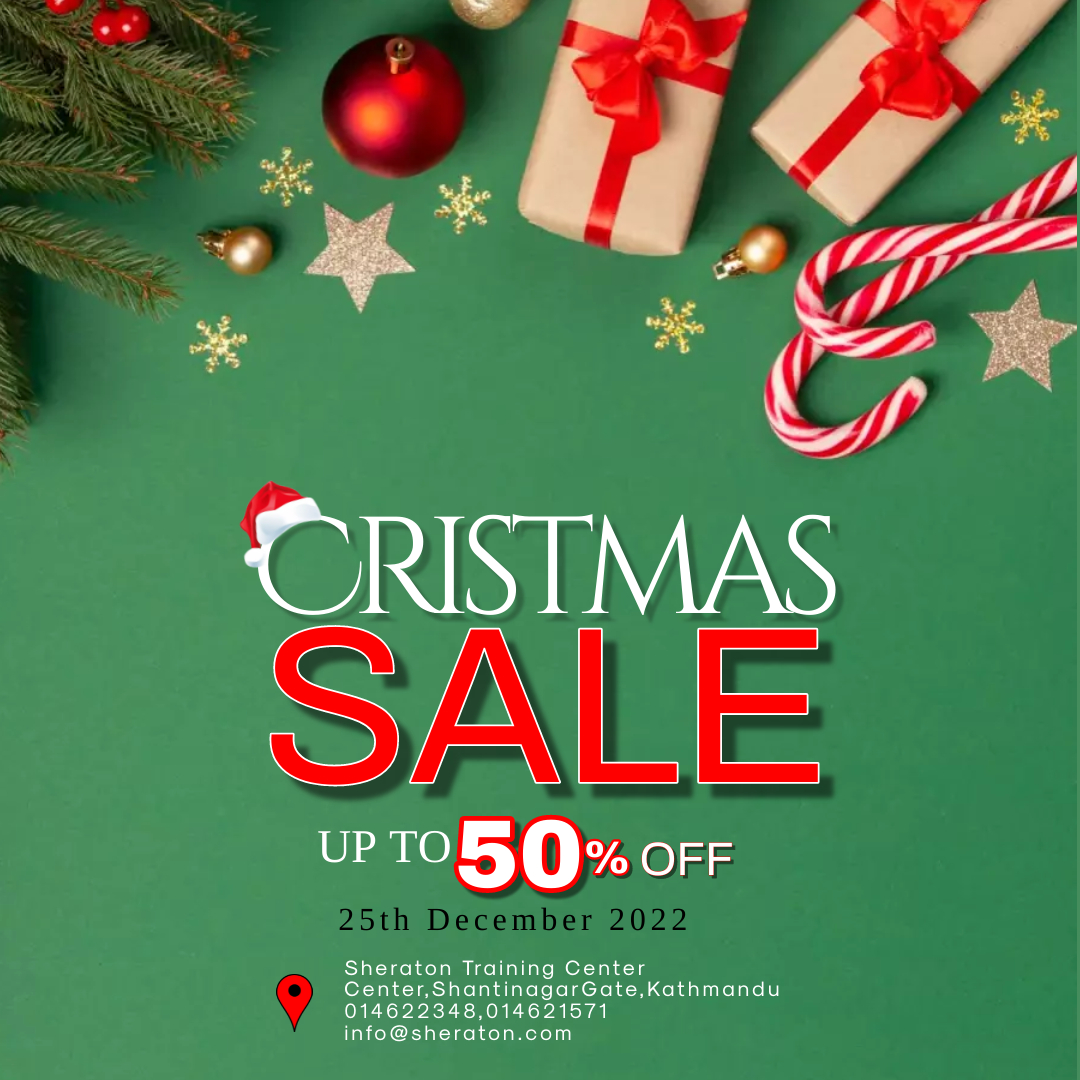 CRISTMAS
SALE
UP TO 50% OFF
25th December 2022
Sheraton Training Center
Center,ShantinagarGate,Kathmandu
014622348,014621571
info@sheraton.com